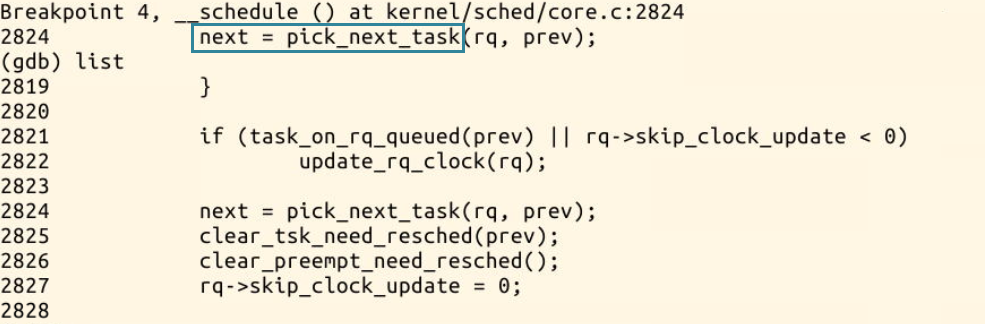 Breakpoint 4, __schedule () at kernel/sched/core.c:2824
2824            next = pick_next_task(rq, prev);
(gdb) list
2819            }
2820
2821            if (task_on_rq_queued(prev) || rq->skip_clock_update < 0)
2822                    update_rq_clock(rq);
2823
2824            next = pick_next_task(rq, prev);
2825            clear_tsk_need_resched(prev);
2826            clear_preempt_need_resched();
2827            rq->skip_clock_update = 0;
2828